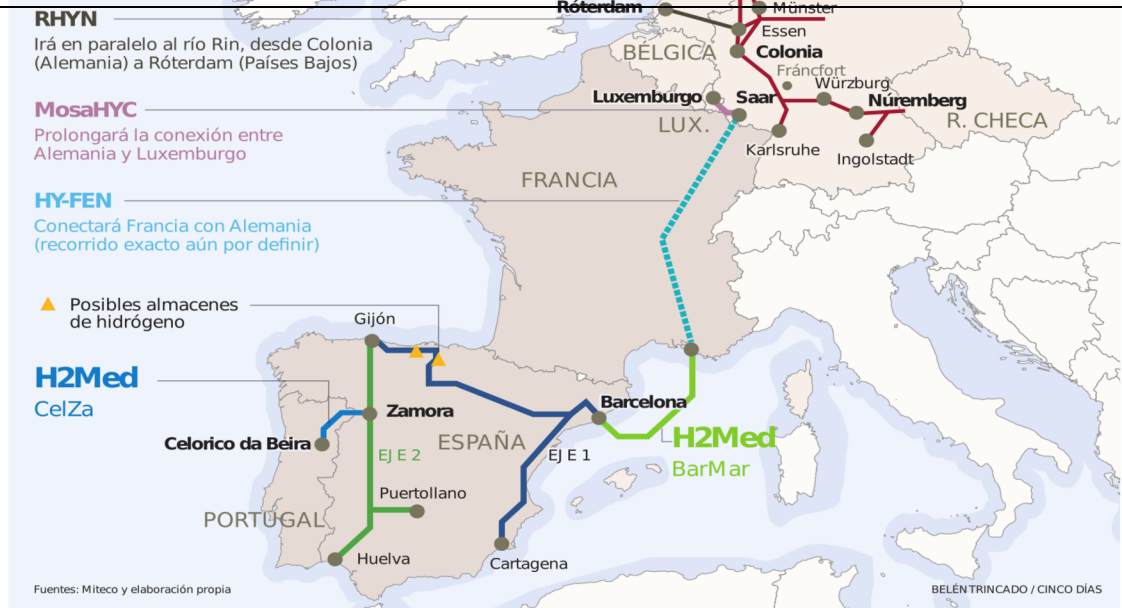 Róterdam
Münster
RHYN
Essen
Irá en paralelo al río Rin, desde Colonia
(Alemania) a Róterdam (Países Bajos)
BÉLGICA
Colonia
Fráncfort
Würzburg
Luxemburgo
Saar
Núremberg
MosaHYC
LUX.
R. CHECA
Prolongará la conexión entre
Alemania y Luxemburgo
Karlsruhe
Ingolstadt
FRANCIA
HY-FEN
Conectará Francia con Alemania
(recorrido exacto aún por definir)
Posibles almacenes
de hidrógeno
Gijón
H2Med
CelZa
Zamora
Barcelona
Celorico da Beira
ESPAÑA
H2Med
BarMar
EJE 2
EJE 1
Puertollano
PORTUGAL
Huelva
Cartagena
Fuentes: Miteco y elaboración propia
BELÉN TRINCADO / CINCO DÍAS